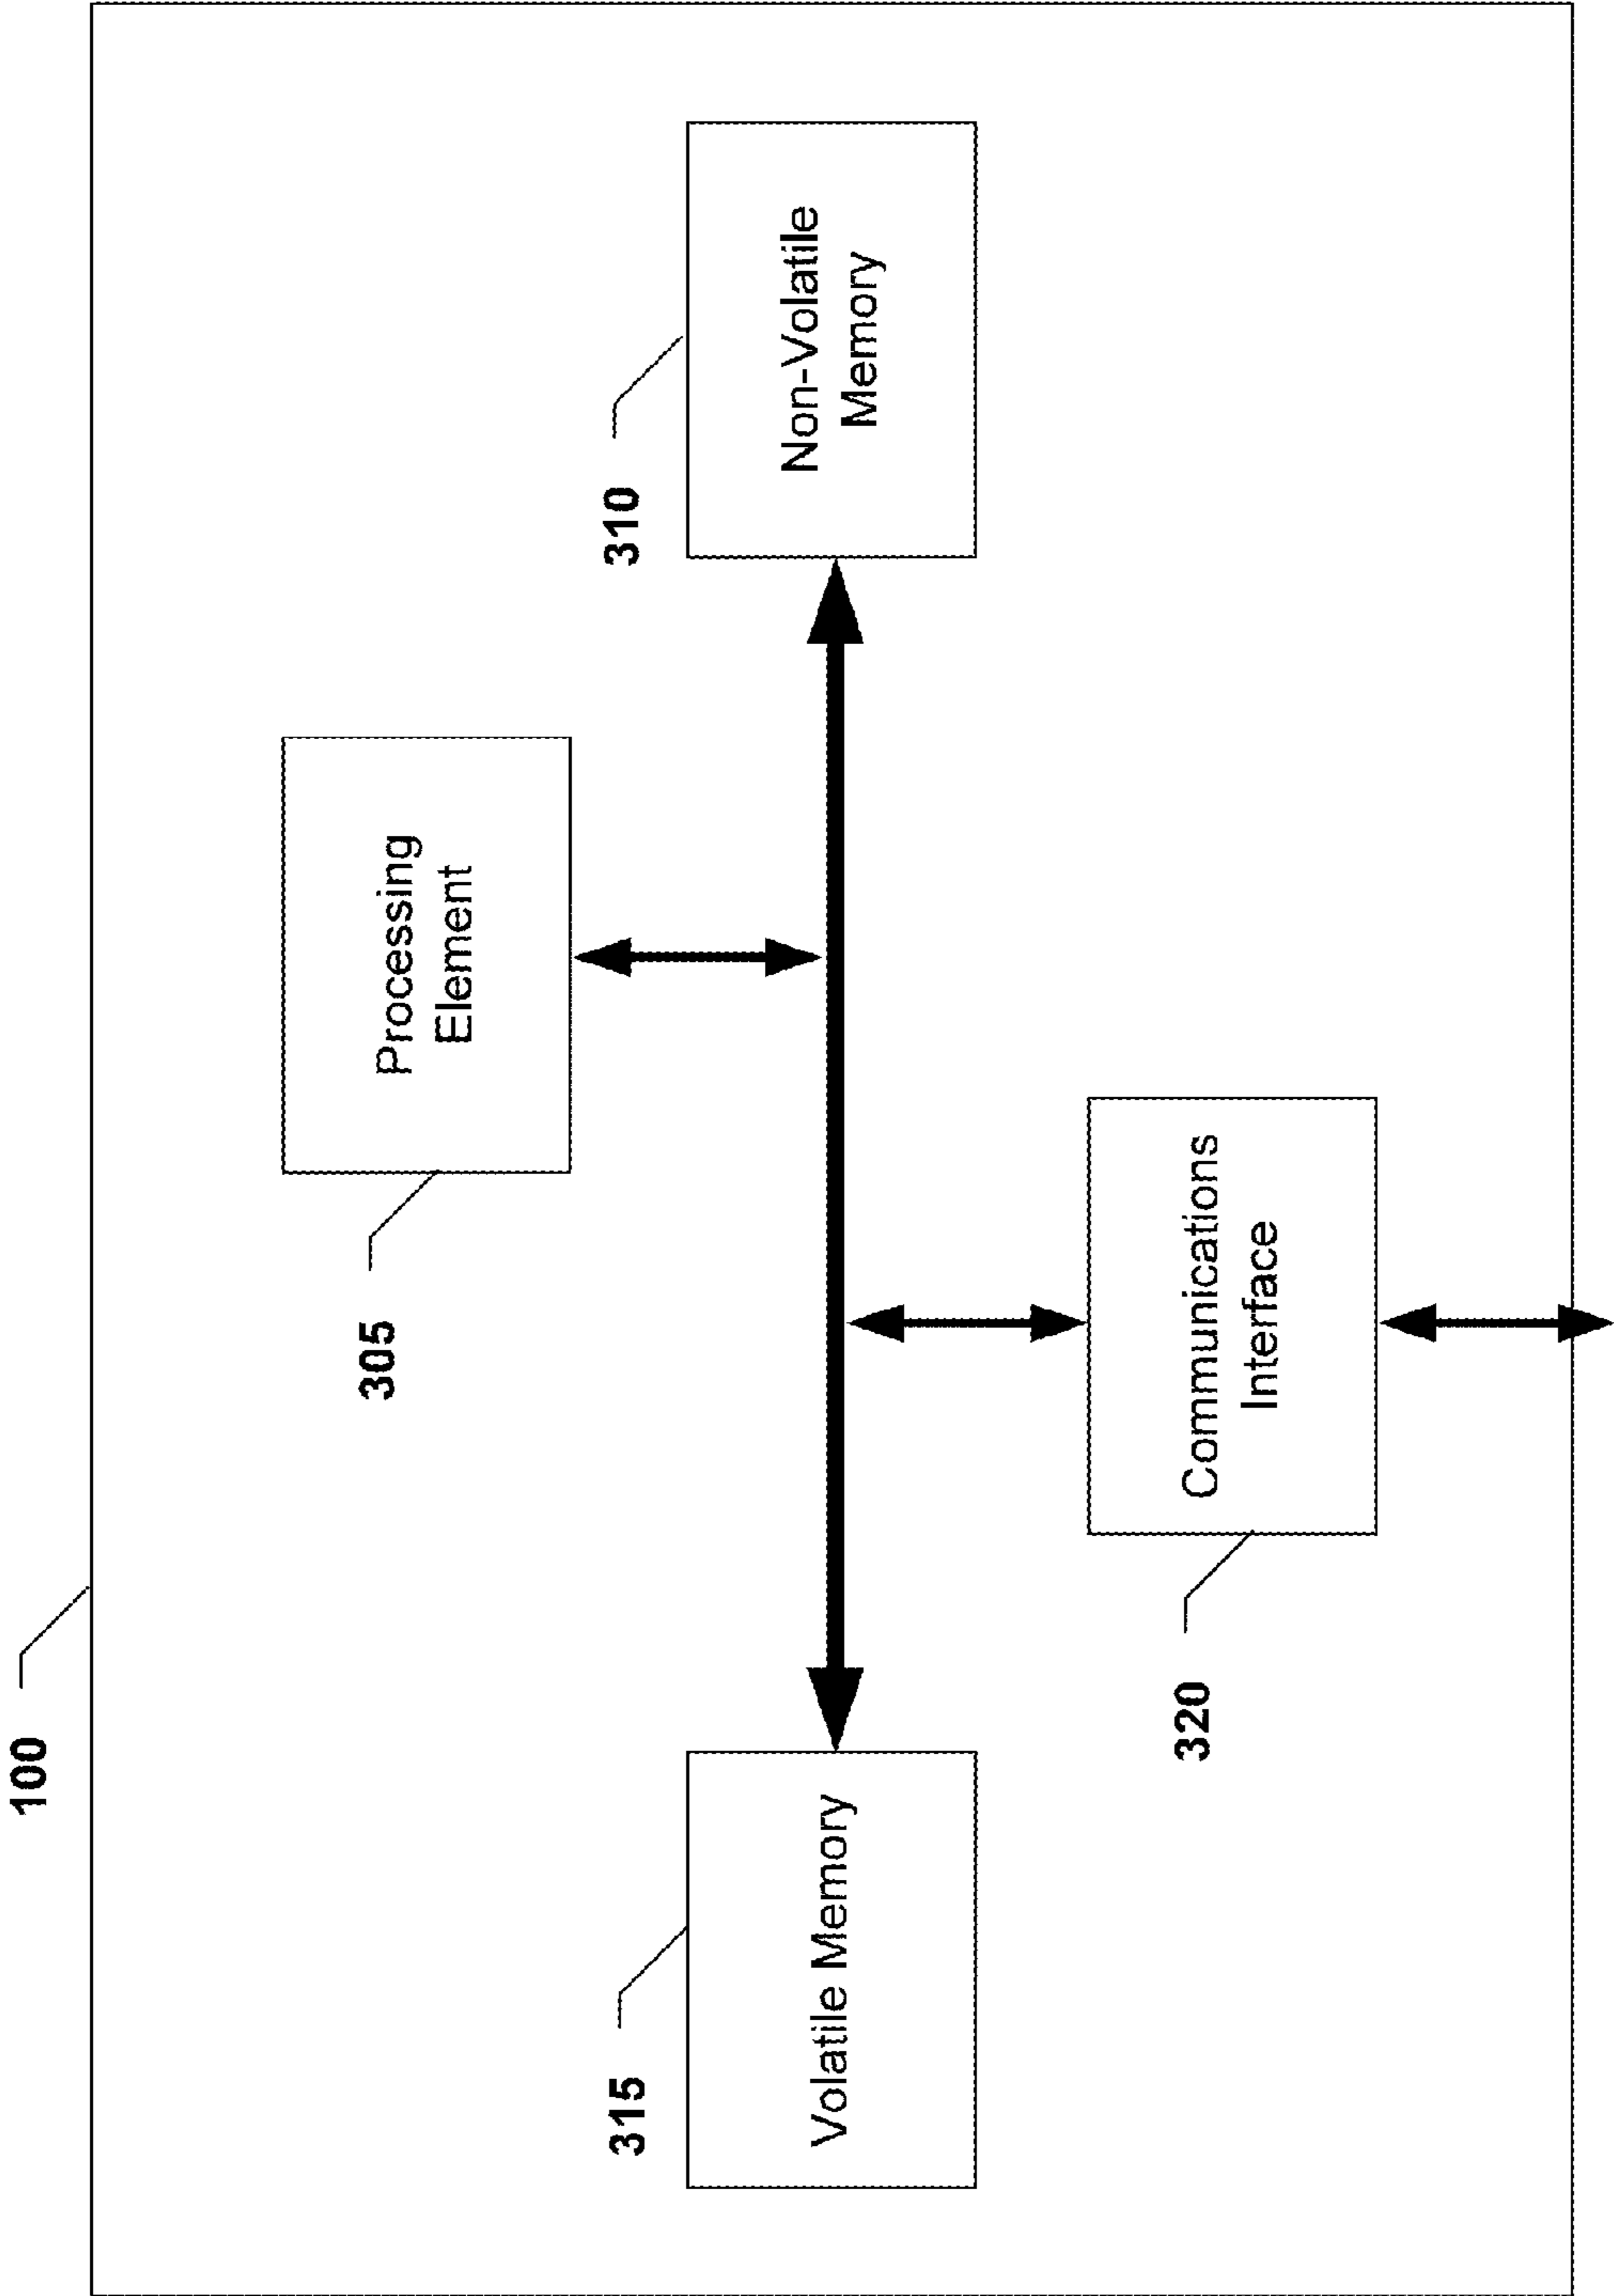 100
305
Processing
Element
310
Non-Volatile
Memory
315
Volatile Memory
320
Communications
Interface